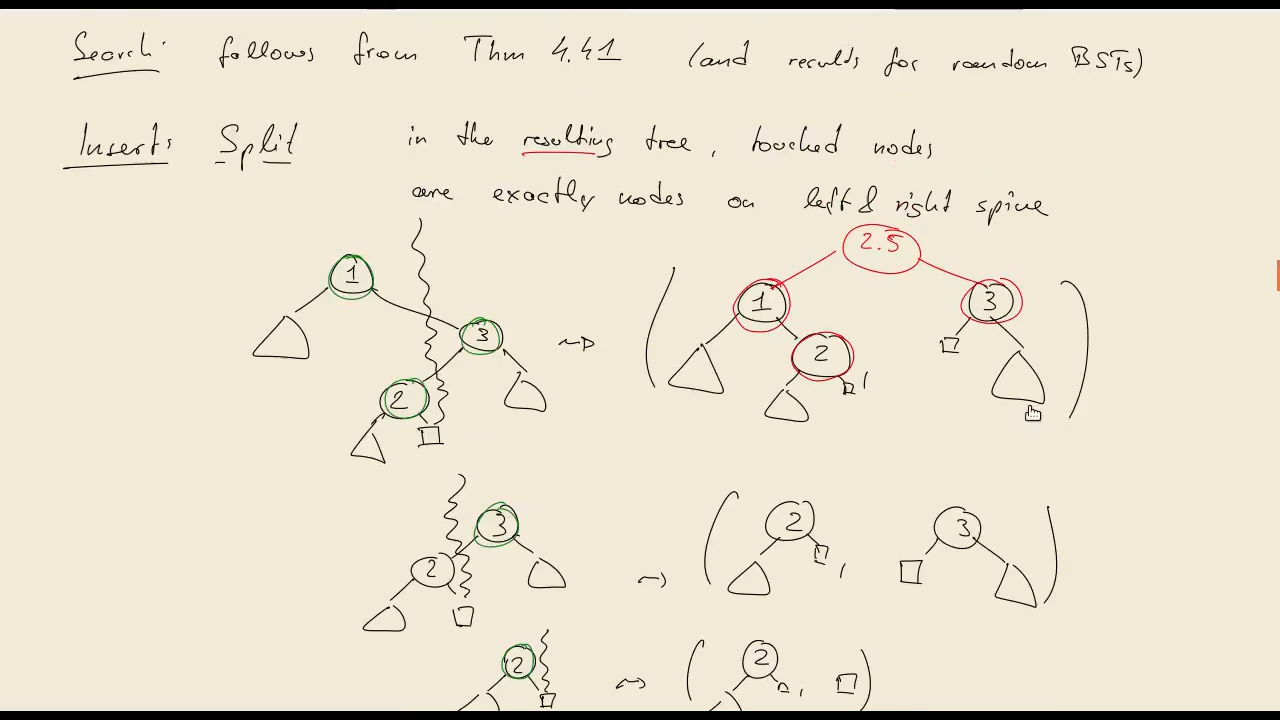 Search: follows from Thm 4.41 (and results for random BSTs)
Insert: Split in the resulting tree, touched nodes
are exactly nodes on left & right spine
2.5
1 1 3
3 2
2
3 2 3
2
2 2